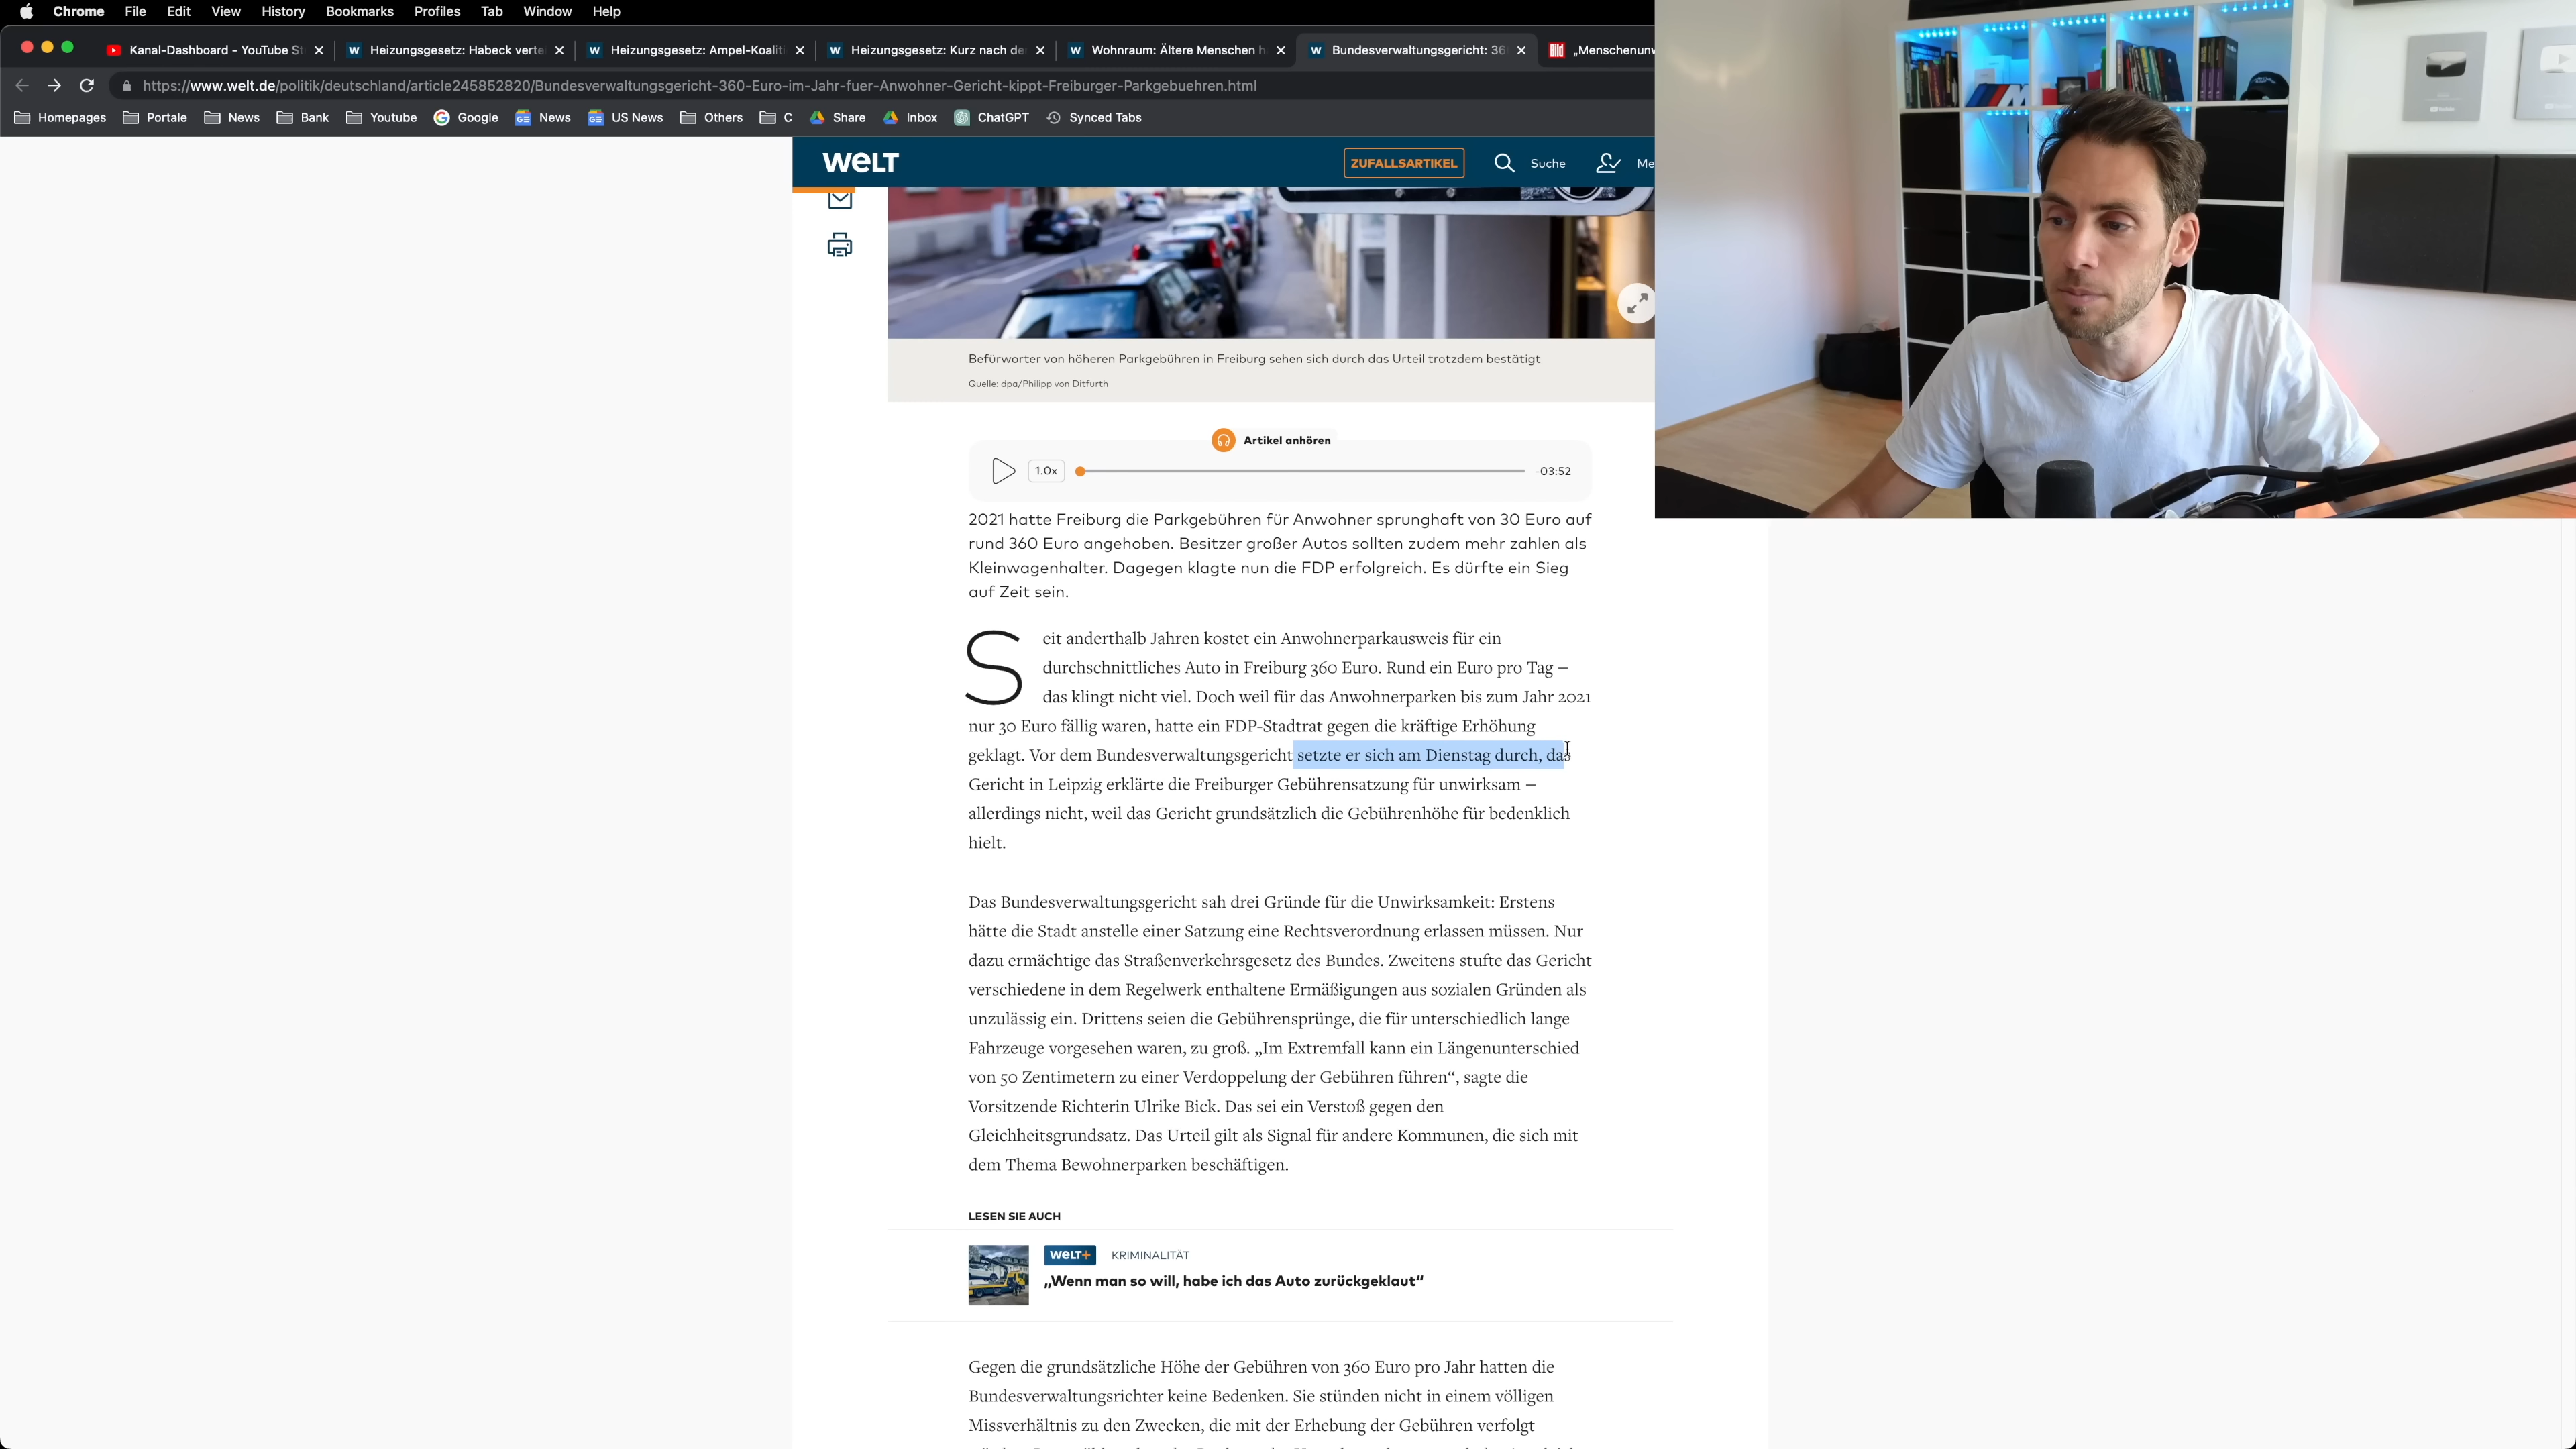 Chrome File Edit View History Bookmarks Profiles Tab Window Help
Kanal-Dashboard - YouTube St
Heizungsgesetz: Habeck verte
Heizungsgesetz: Ampel-Koalit
Heizungsgesetz: Kurz nach de
Wohnraum: Ältere Menschen h
Bundesverwaltungsgericht: 36
Bild „Menschenunw
https://www.welt.de/politik/deutschland/article245852820/Bundesverwaltungsgericht-360-Euro-im-Jahr-fuer-Anwohner-Gericht-kippt-Freiburger-Parkgebuehren.html
Homepages Portale News Bank Youtube Google News US News Others C Share Inbox ChatGPT Synced Tabs
WELT
ZUFALLSARTIKEL
Suche
Me
Befürworter von höheren Parkgebühren in Freiburg sehen sich durch das Urteil trotzdem bestätigt
Quelle: dpa/Philipp von Ditfurth
Artikel anhören
1.0x
-03:52
2021 hatte Freiburg die Parkgebühren für Anwohner sprunghaft von 30 Euro auf
rund 360 Euro angehoben. Besitzer großer Autos sollten zudem mehr zahlen als
Kleinwagenhalter. Dagegen klagte nun die FDP erfolgreich. Es dürfte ein Sieg
auf Zeit sein.
Seit anderthalb Jahren kostet ein Anwohnerparkausweis für ein
durchschnittliches Auto in Freiburg 360 Euro. Rund ein Euro pro Tag –
das klingt nicht viel. Doch weil für das Anwohnerparken bis zum Jahr 2021
nur 30 Euro fällig waren, hatte ein FDP-Stadtrat gegen die kräftige Erhöhung
geklagt. Vor dem Bundesverwaltungsgericht setzte er sich am Dienstag durch, das
Gericht in Leipzig erklärte die Freiburger Gebührensatzung für unwirksam –
allerdings nicht, weil das Gericht grundsätzlich die Gebührenhöhe für bedenklich
hielt.
Das Bundesverwaltungsgericht sah drei Gründe für die Unwirksamkeit: Erstens
hätte die Stadt anstelle einer Satzung eine Rechtsverordnung erlassen müssen. Nur
dazu ermächtige das Straßenverkehrsgesetz des Bundes. Zweitens stufte das Gericht
verschiedene in dem Regelwerk enthaltene Ermäßigungen aus sozialen Gründen als
unzulässig ein. Drittens seien die Gebührensprünge, die für unterschiedlich lange
Fahrzeuge vorgesehen waren, zu groß. „Im Extremfall kann ein Längenunterschied
von 50 Zentimetern zu einer Verdoppelung der Gebühren führen“, sagte die
Vorsitzende Richterin Ulrike Bick. Das sei ein Verstoß gegen den
Gleichheitsgrundsatz. Das Urteil gilt als Signal für andere Kommunen, die sich mit
dem Thema Bewohnerparken beschäftigen.
LESEN SIE AUCH
WELT+ KRIMINALITÄT
„Wenn man so will, habe ich das Auto zurückgeklaut“
Gegen die grundsätzliche Höhe der Gebühren von 360 Euro pro Jahr hatten die
Bundesverwaltungsrichter keine Bedenken. Sie stünden nicht in einem völligen
Missverhältnis zu den Zwecken, die mit der Erhebung der Gebühren verfolgt